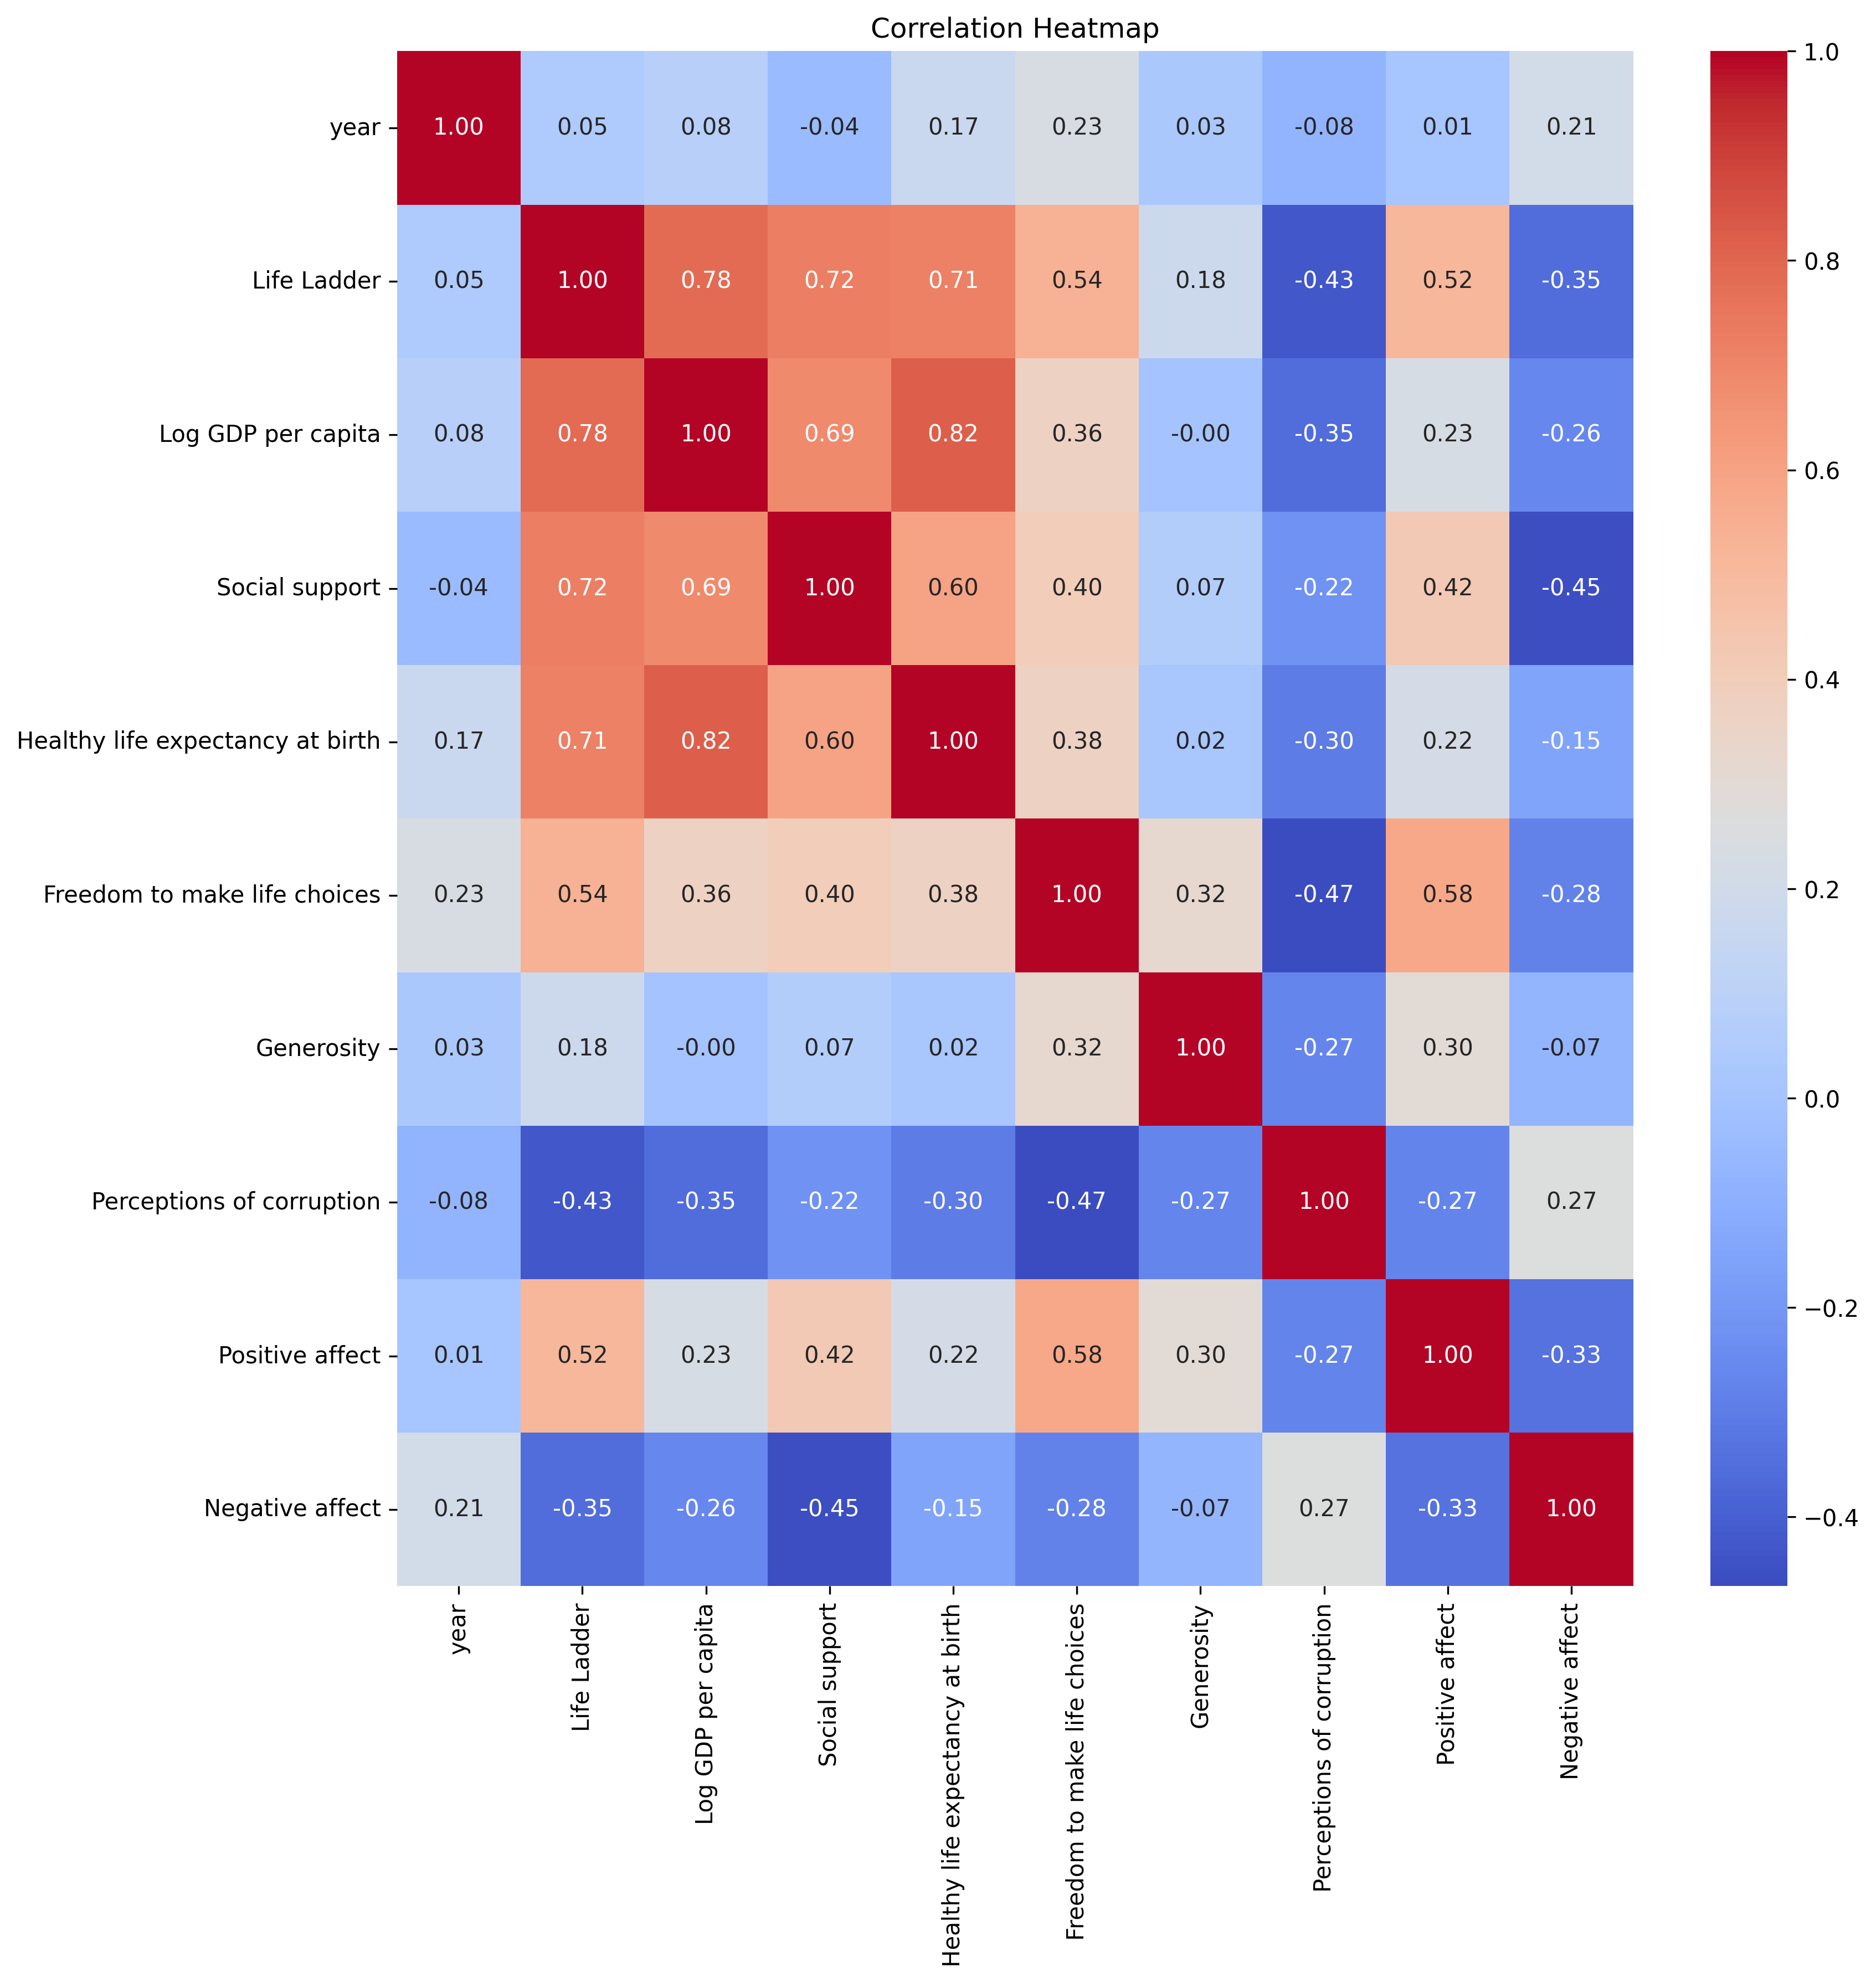 Correlation Heatmap
year 1.00 0.05 0.08 -0.04 0.17 0.23 0.03 -0.08 0.01 0.21
Life Ladder 0.05 1.00 0.78 0.72 0.71 0.54 0.18 -0.43 0.52 -0.35
Log GDP per capita 0.08 0.78 1.00 0.69 0.82 0.36 -0.00 -0.35 0.23 -0.26
Social support -0.04 0.72 0.69 1.00 0.60 0.40 0.07 -0.22 0.42 -0.45
Healthy life expectancy at birth 0.17 0.71 0.82 0.60 1.00 0.38 0.02 -0.30 0.22 -0.15
Freedom to make life choices 0.23 0.54 0.36 0.40 0.38 1.00 0.32 -0.47 0.58 -0.28
Generosity 0.03 0.18 -0.00 0.07 0.02 0.32 1.00 -0.27 0.30 -0.07
Perceptions of corruption -0.08 -0.43 -0.35 -0.22 -0.30 -0.47 -0.27 1.00 -0.27 0.27
Positive affect 0.01 0.52 0.23 0.42 0.22 0.58 0.30 -0.27 1.00 -0.33
Negative affect 0.21 -0.35 -0.26 -0.45 -0.15 -0.28 -0.07 0.27 -0.33 1.00
year
Life Ladder
Log GDP per capita
Social support
Healthy life expectancy at birth
Freedom to make life choices
Generosity
Perceptions of corruption
Positive affect
Negative affect
1.0
0.8
0.6
0.4
0.2
0.0
−0.2
−0.4